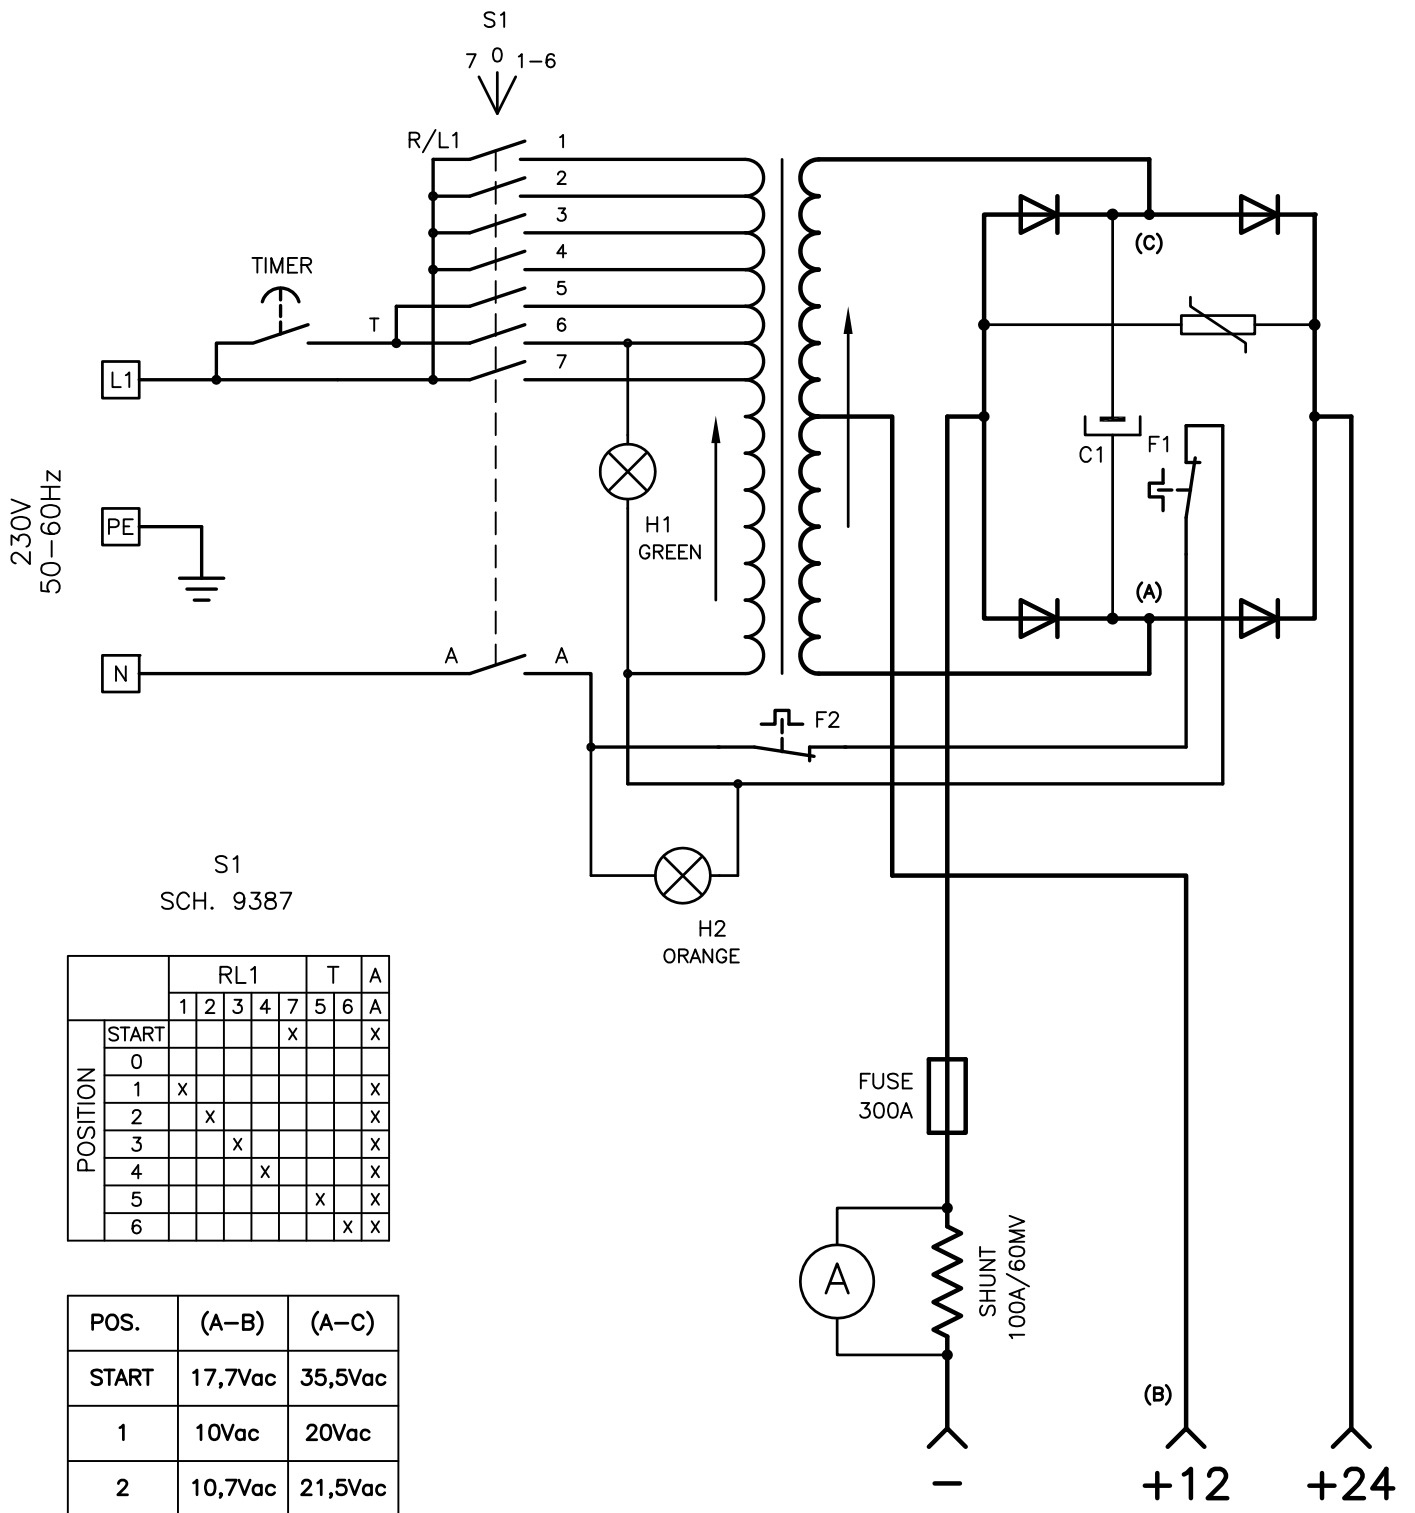 S1
7 0 1-6
R/L1
1
2
3
4
5
6
7
TIMER
T
L1
230V
50-60Hz
PE
N
A
A
H1
GREEN
(C)
C1
F1
(A)
F2
H2
ORANGE
S1
SCH. 9387
RL1 T A
1 2 3 4 7 5 6 A
POSITION
START X X
0
1 X X
2 X X
3 X X
4 X X
5 X X
6 X X
FUSE
300A
A
SHUNT
100A/60MV
POS. (A-B) (A-C)
START 17,7Vac 35,5Vac
1 10Vac 20Vac
2 10,7Vac 21,5Vac
(B)
- +12 +24